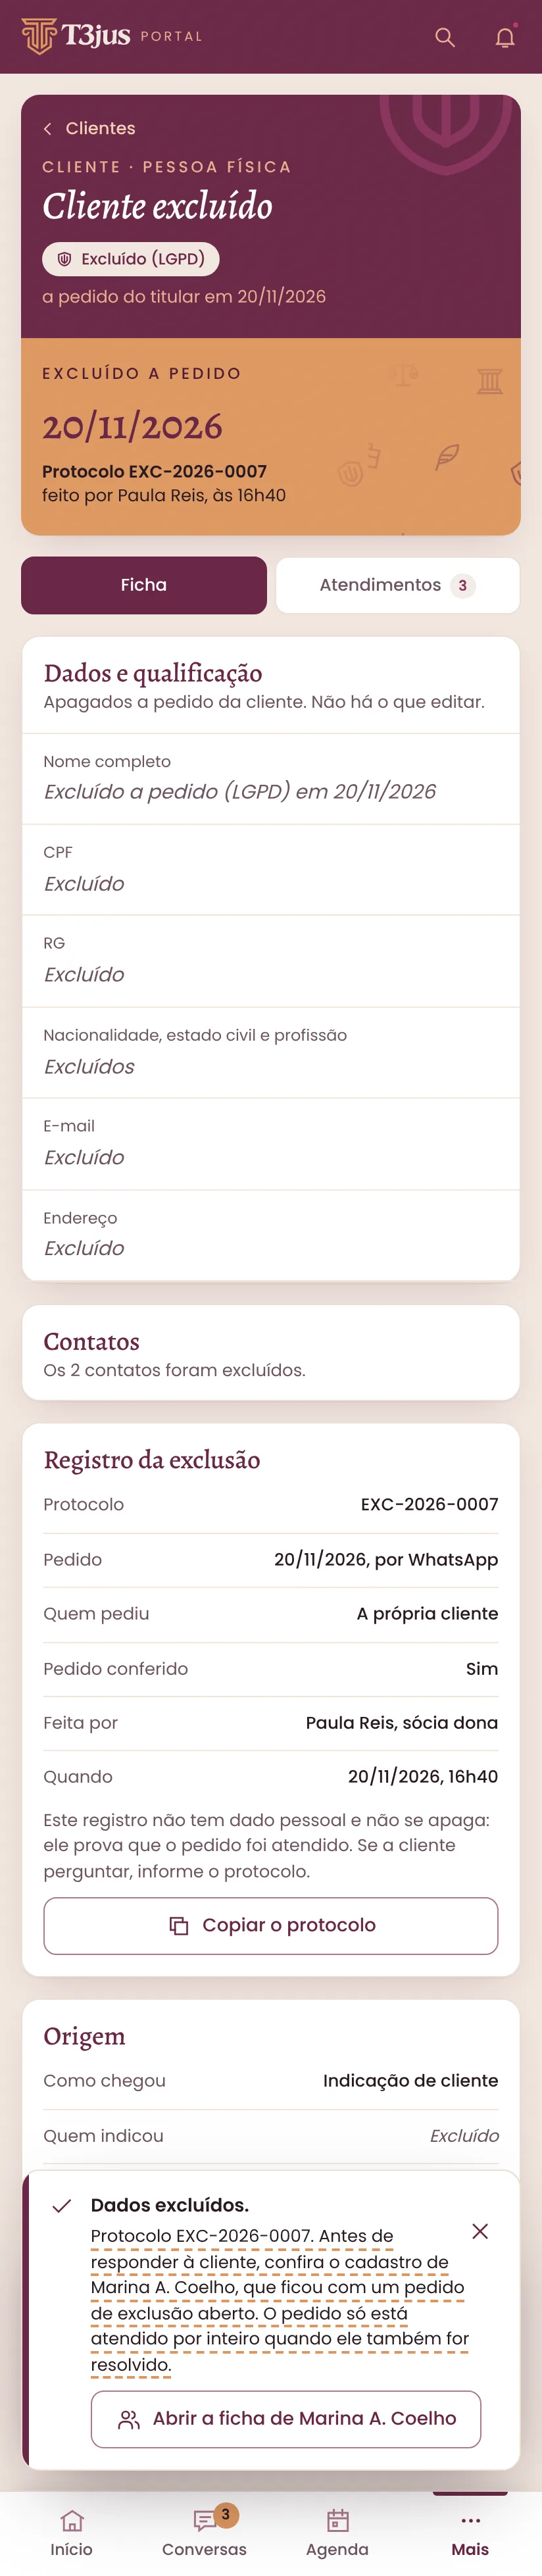 T3jus PORTAL
Clientes
CLIENTE · PESSOA FÍSICA
Cliente excluído
Excluído (LGPD)
a pedido do titular em 20/11/2026
EXCLUÍDO A PEDIDO
20/11/2026
Protocolo EXC-2026-0007
feito por Paula Reis, às 16h40
Ficha
Atendimentos 3
Dados e qualificação
Apagados a pedido da cliente. Não há o que editar.
Nome completo
Excluído a pedido (LGPD) em 20/11/2026
CPF
Excluído
RG
Excluído
Nacionalidade, estado civil e profissão
Excluídos
E-mail
Excluído
Endereço
Excluído
Contatos
Os 2 contatos foram excluídos.
Registro da exclusão
Protocolo EXC-2026-0007
Pedido 20/11/2026, por WhatsApp
Quem pediu A própria cliente
Pedido conferido Sim
Feita por Paula Reis, sócia dona
Quando 20/11/2026, 16h40
Este registro não tem dado pessoal e não se apaga:
ele prova que o pedido foi atendido. Se a cliente
perguntar, informe o protocolo.
Copiar o protocolo
Origem
Como chegou Indicação de cliente
Quem indicou Excluído
Dados excluídos.
Protocolo EXC-2026-0007. Antes de
responder à cliente, confira o cadastro de
Marina A. Coelho, que ficou com um pedido
de exclusão aberto. O pedido só está
atendido por inteiro quando ele também for
resolvido.
Abrir a ficha de Marina A. Coelho
3
Início
Conversas
Agenda
Mais